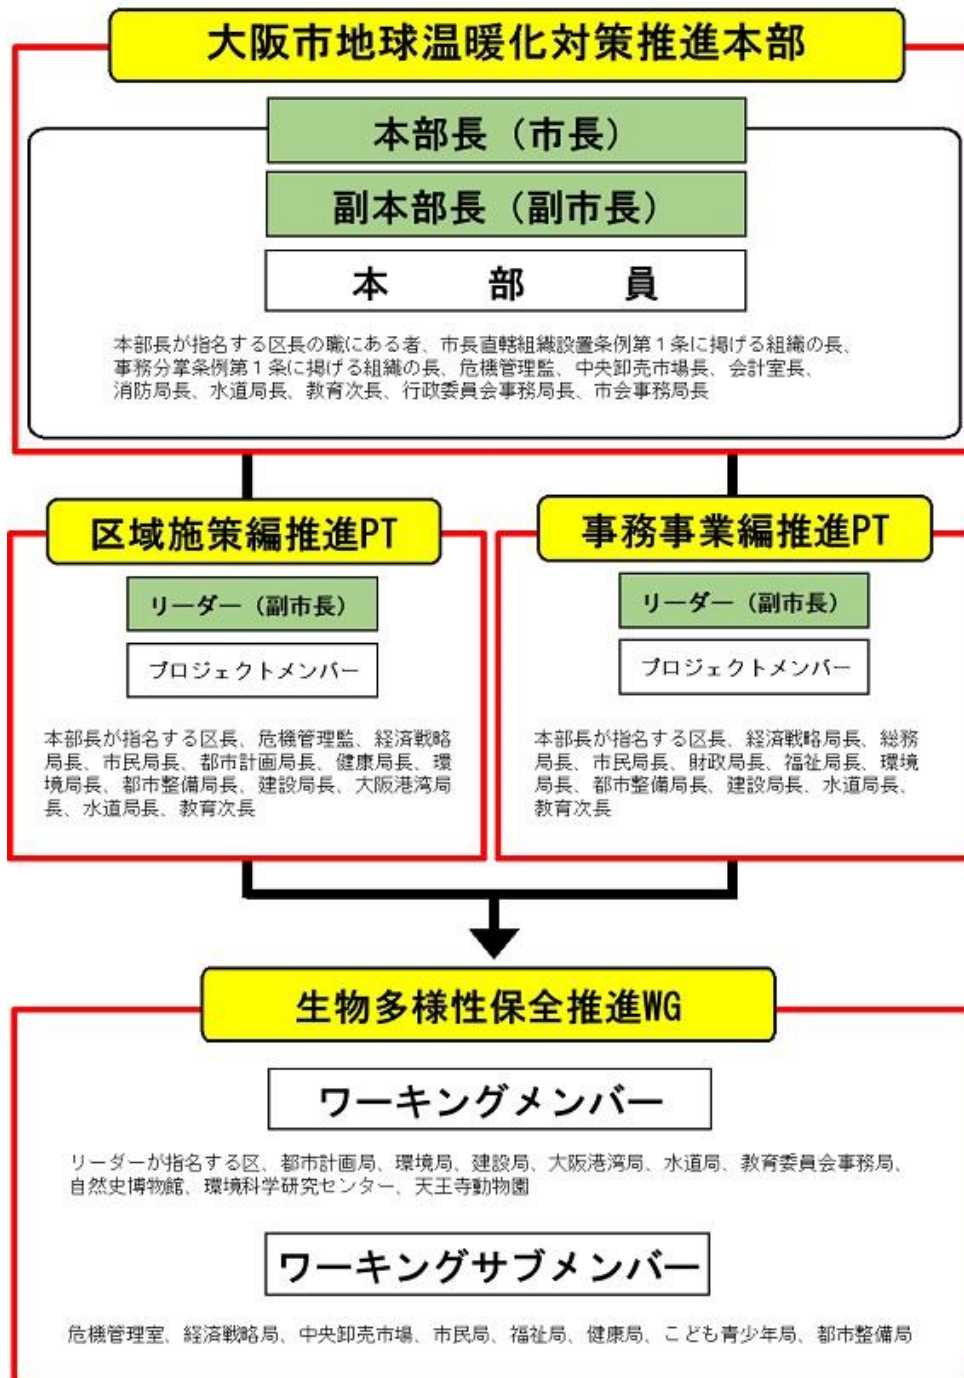 大阪市地球温暖化対策推進本部
本部長（市長）
副本部長（副市長）
本部員
本部長が指名する区長の職にある者、市長直轄組織設置条例第１条に掲げる組織の長、
事務分掌条例第１条に掲げる組織の長、危機管理監、中央卸売市場長、会計室長、
消防局長、水道局長、教育次長、行政委員会事務局長、市会事務局長
区域施策編推進PT
リーダー（副市長）
プロジェクトメンバー
本部長が指名する区長、危機管理監、経済戦略
局長、市民局長、都市計画局長、健康局長、環
境局長、都市整備局長、建設局長、大阪港湾局
長、水道局長、教育次長
事務事業編推進PT
リーダー（副市長）
プロジェクトメンバー
本部長が指名する区長、経済戦略局長、総務
局長、市民局長、財政局長、福祉局長、環境
局長、都市整備局長、建設局長、水道局長、
教育次長
生物多様性保全推進WG
ワーキングメンバー
リーダーが指名する区、都市計画局、環境局、建設局、大阪港湾局、水道局、教育委員会事務局、
自然史博物館、環境科学研究センター、天王寺動物園
ワーキングサブメンバー
危機管理室、経済戦略局、中央卸売市場、市民局、福祉局、健康局、こども青少年局、都市整備局